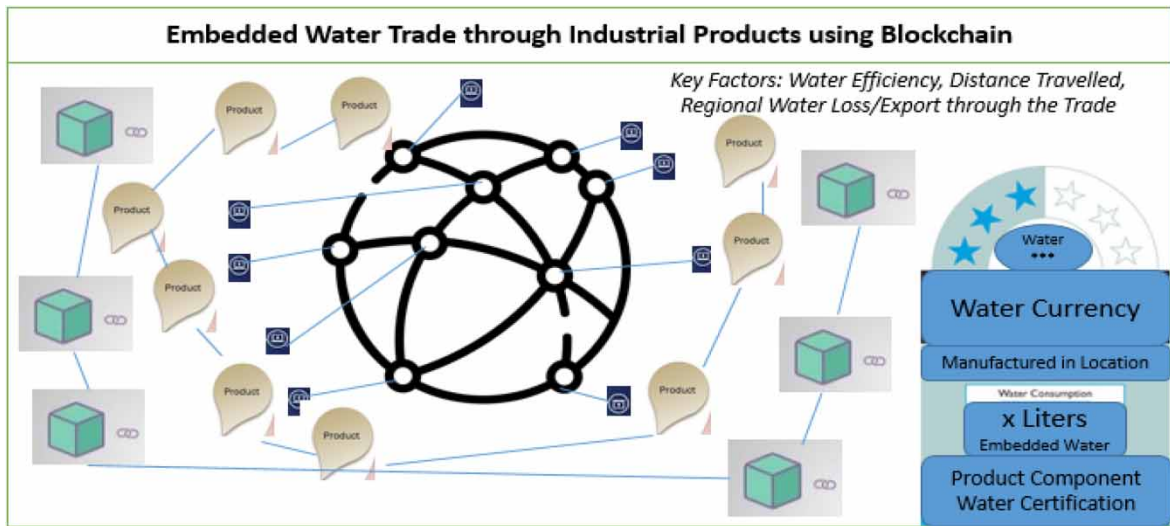 Embedded Water Trade through Industrial Products using Blockchain
Key Factors: Water Efficiency, Distance Travelled,
Regional Water Loss/Export through the Trade
Product
Product
Product
Product
Product
Product
Product
Product
Product
Product
Water
•••
Water Currency
Manufactured in Location
Water Consumption
x Liters
Embedded Water
Product Component
Water Certification